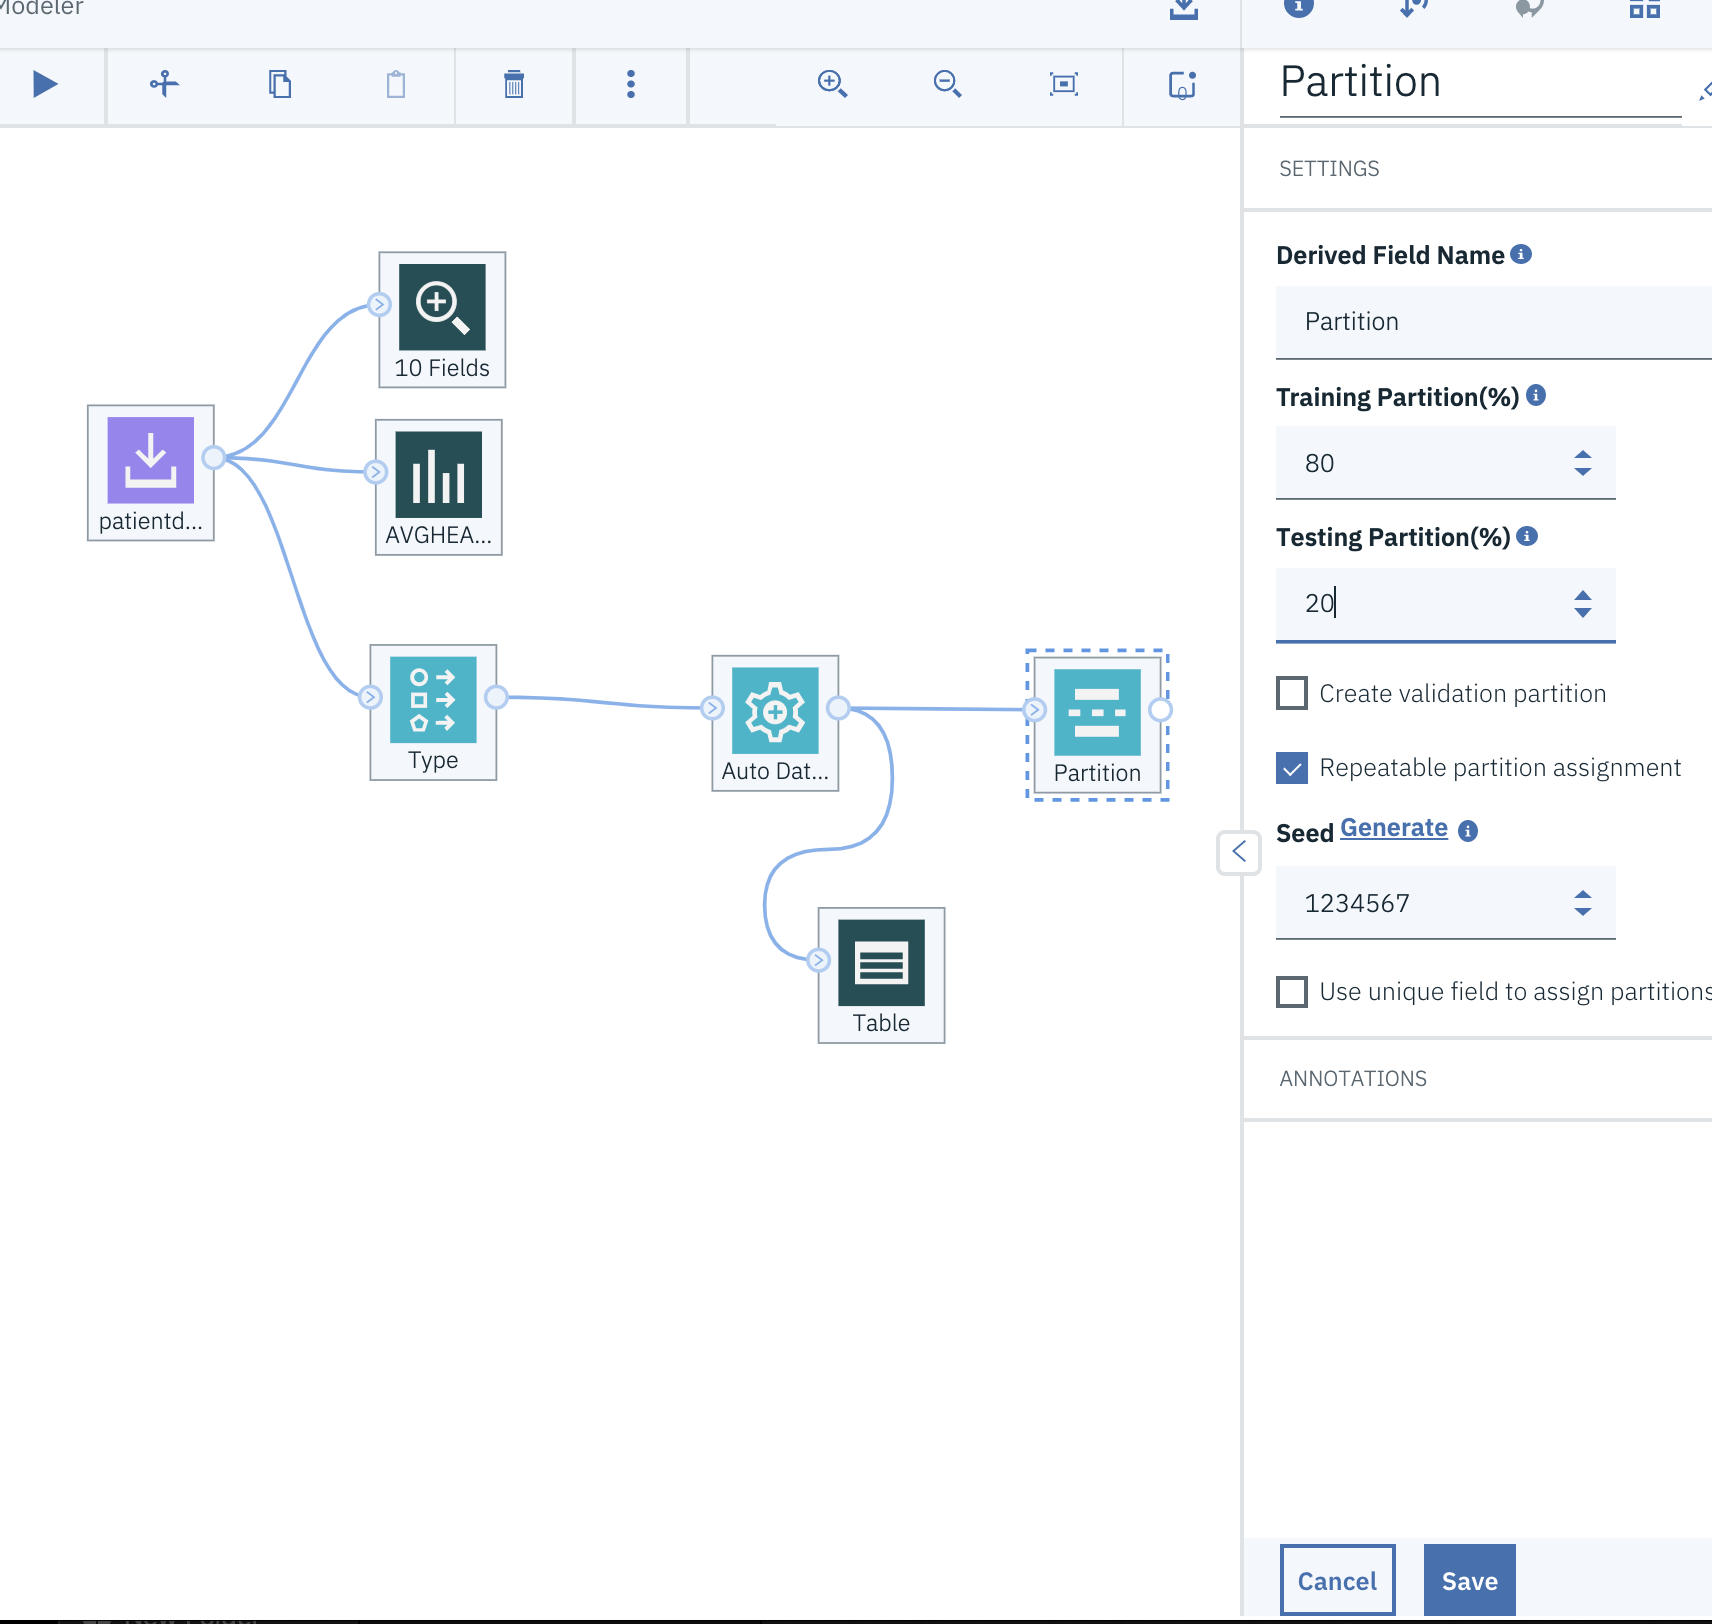 Modeler
Partition
SETTINGS
Derived Field Name
Partition
Training Partition(%)
80
Testing Partition(%)
20
Create validation partition
Repeatable partition assignment
Seed Generate
1234567
Use unique field to assign partitions
ANNOTATIONS
Cancel Save
10 Fields
patientd...
AVGHEA...
Type
Auto Dat...
Partition
Table
0